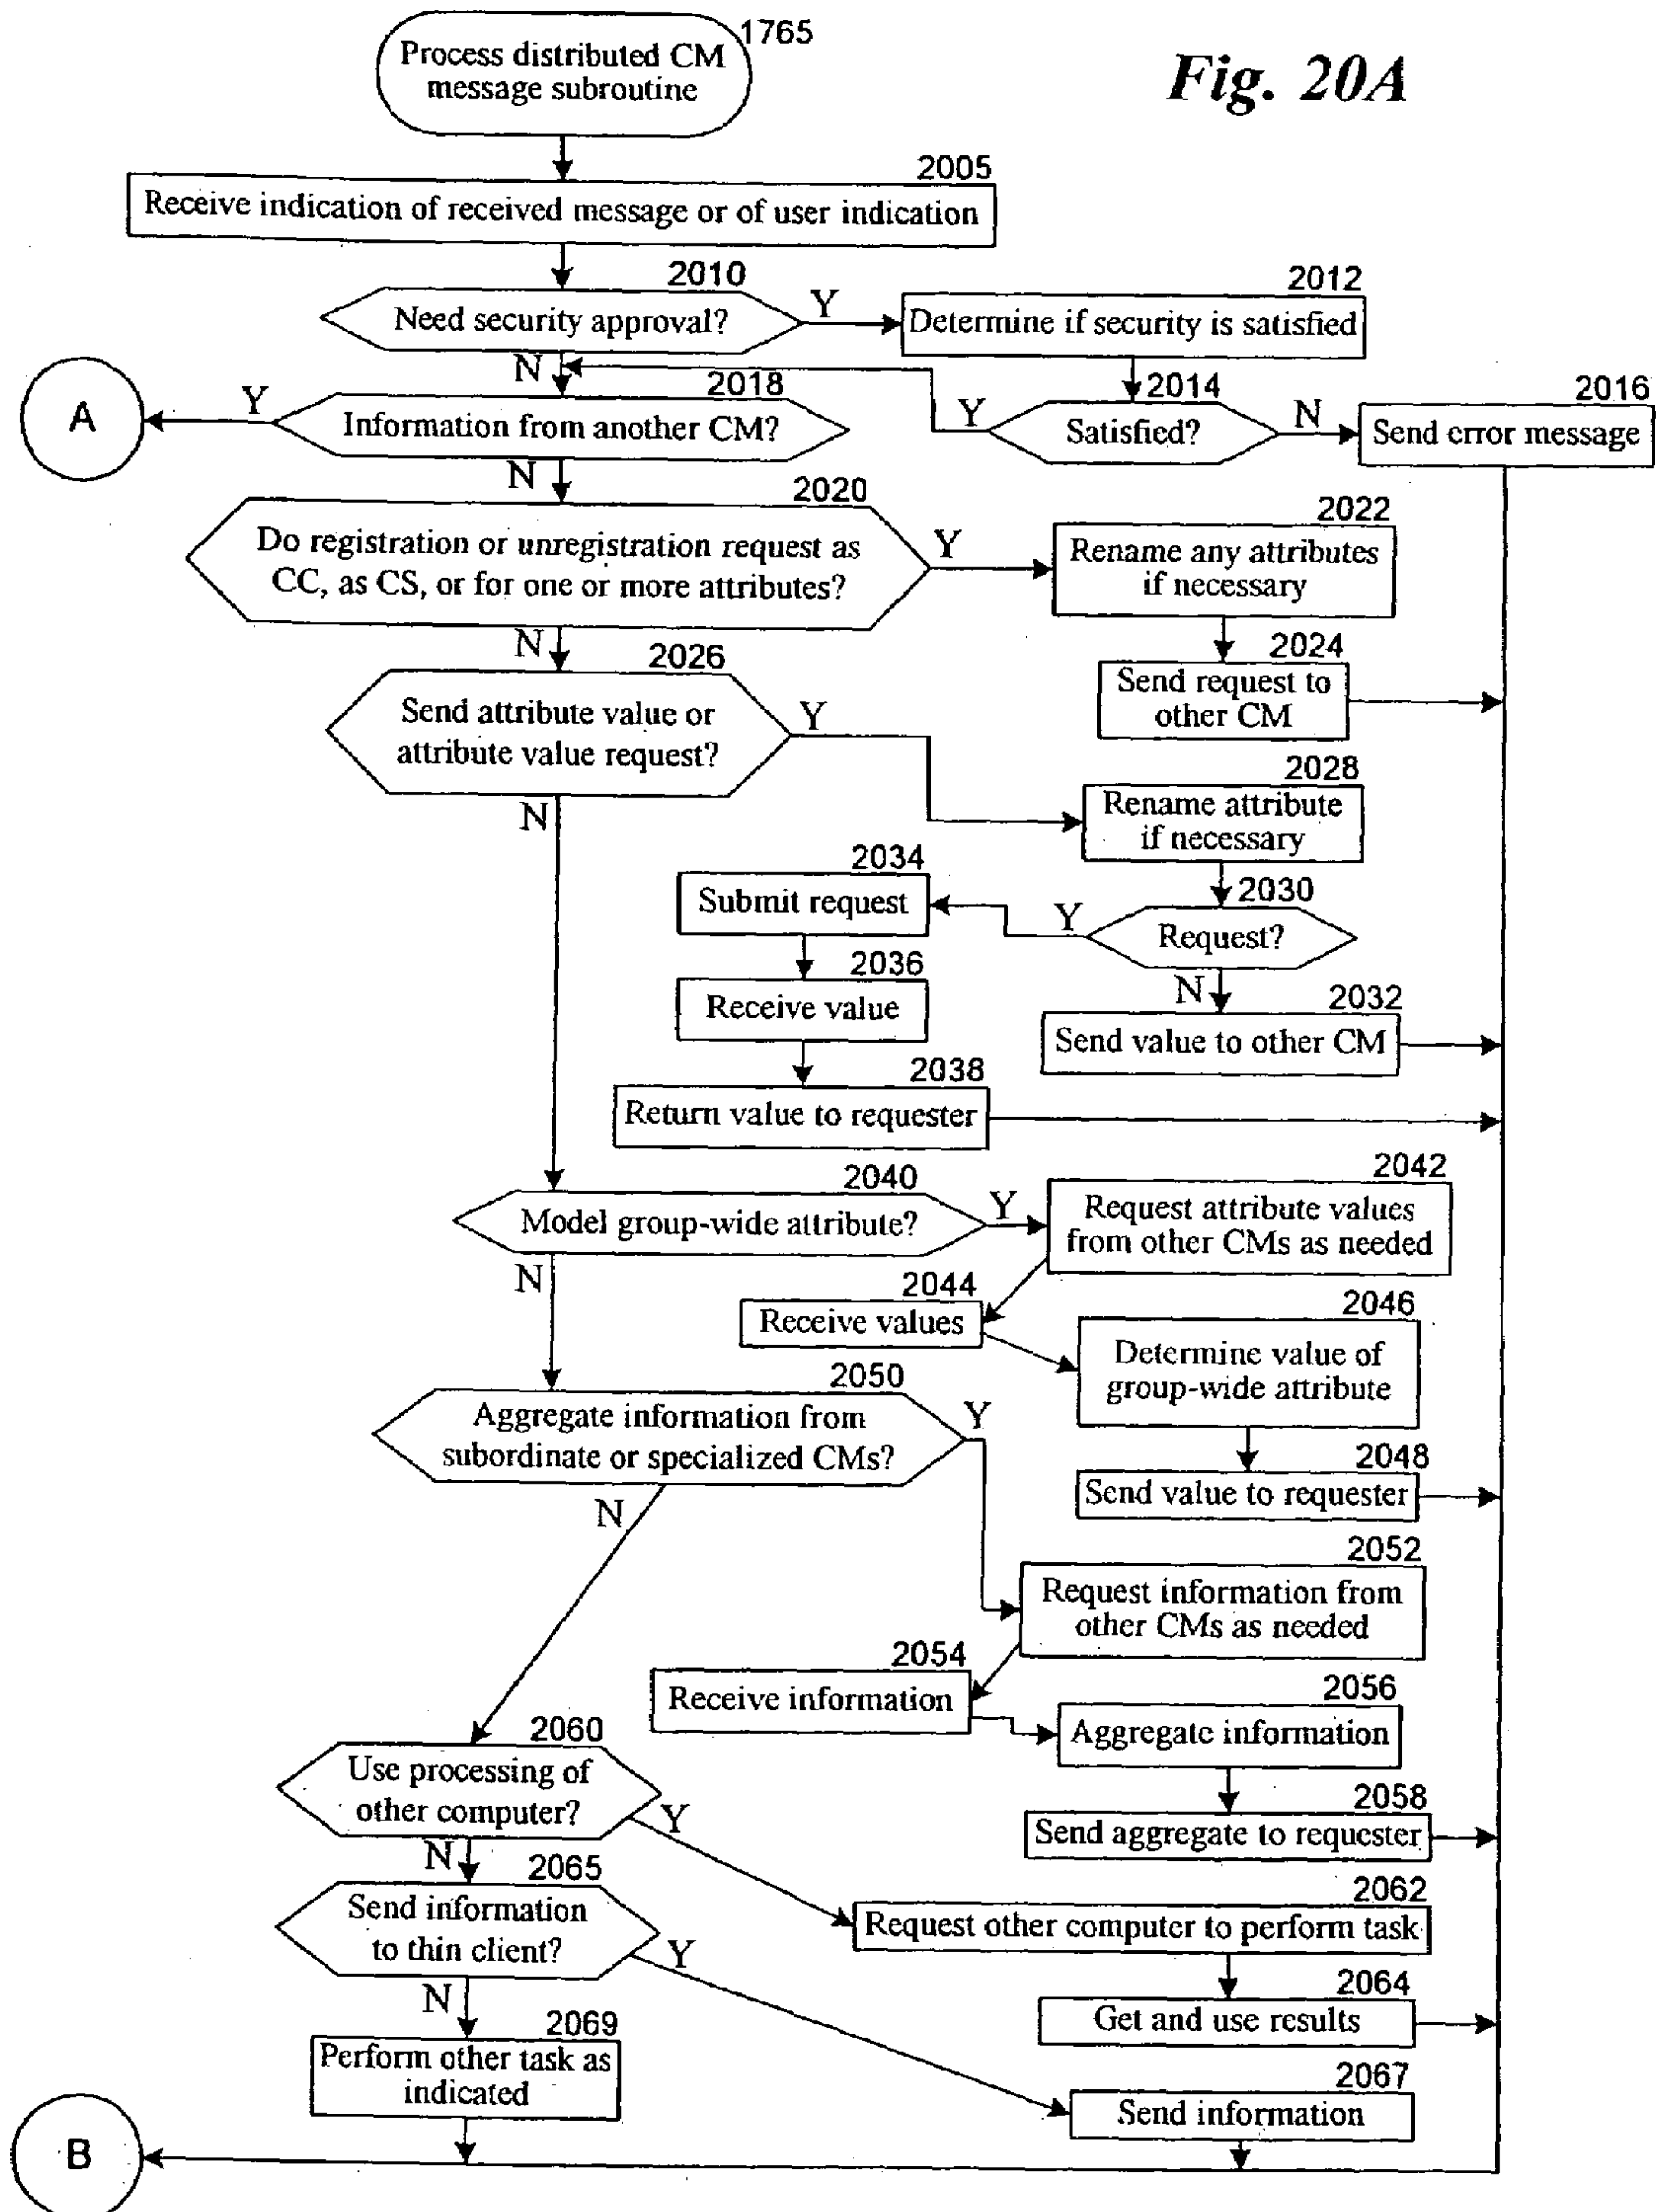 1765
Process distributed CM
message subroutine
Fig. 20A
2005
Receive indication of received message or of user indication
2010
Need security approval?
Y
2012
Determine if security is satisfied
N
2018
Information from another CM?
Y
A
2014
Satisfied?
Y
N
2016
Send error message
N
2020
Do registration or unregistration request as
CC, as CS, or for one or more attributes?
Y
2022
Rename any attributes
if necessary
2024
Send request to
other CM
N
2026
Send attribute value or
attribute value request?
Y
2028
Rename attribute
if necessary
N
2030
Request?
Y
2034
Submit request
2036
Receive value
N
2032
Send value to other CM
2038
Return value to requester
2040
Model group-wide attribute?
Y
2042
Request attribute values
from other CMs as needed
N
2044
Receive values
2046
Determine value of
group-wide attribute
2048
Send value to requester
2050
Aggregate information from
subordinate or specialized CMs?
Y
N
2052
Request information from
other CMs as needed
2054
Receive information
2056
Aggregate information
2058
Send aggregate to requester
2060
Use processing of
other computer?
Y
N
2062
Request other computer to perform task
2064
Get and use results
2065
Send information
to thin client?
Y
N
2067
Send information
2069
Perform other task as
indicated
B